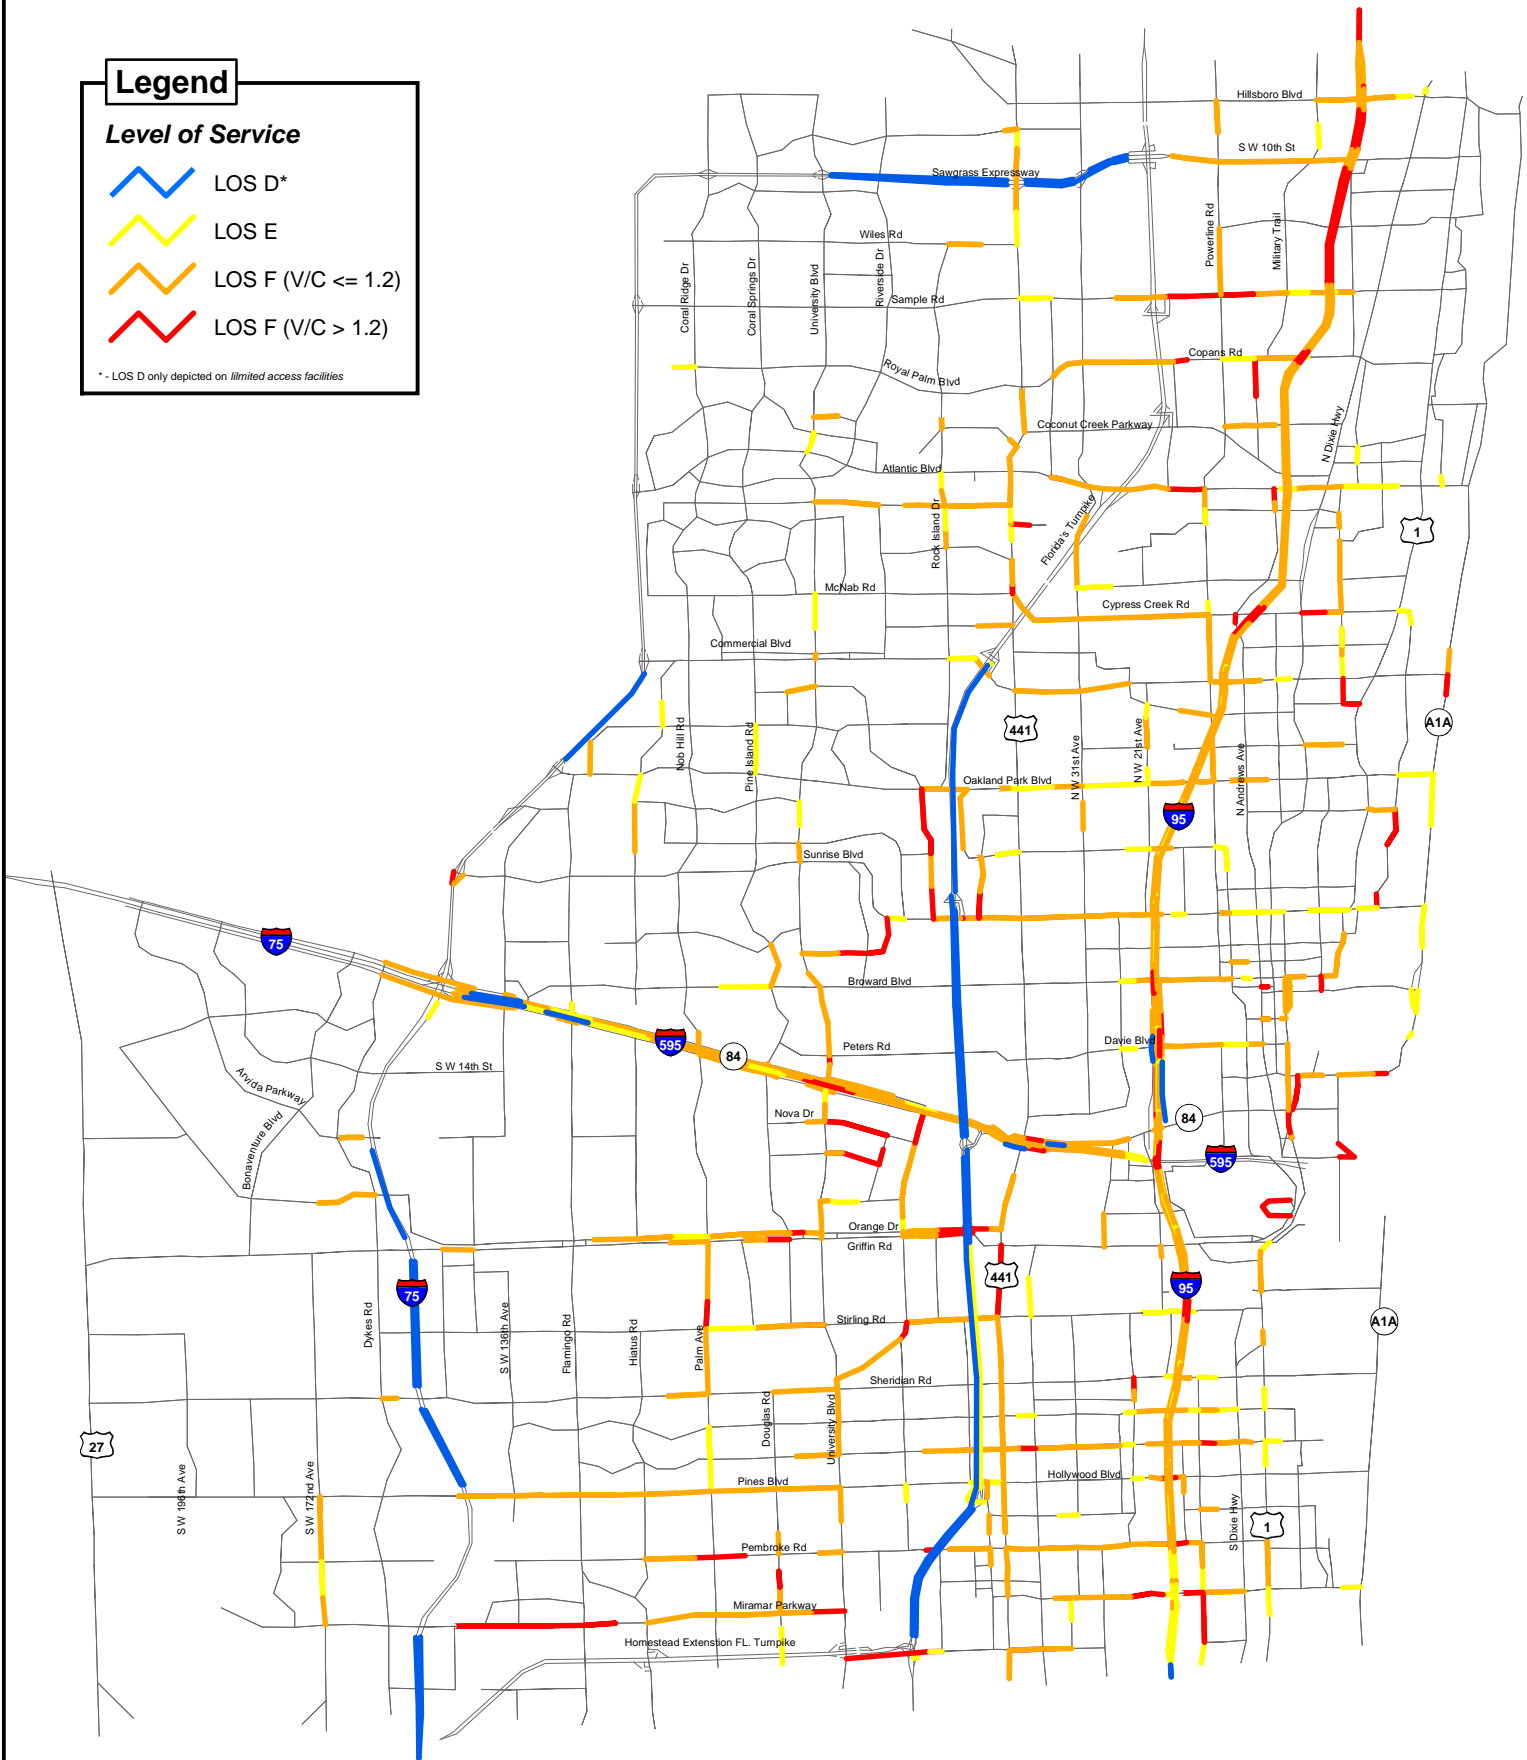 Legend
Level of Service
LOS D*
LOS E
LOS F (V/C <= 1.2)
LOS F (V/C > 1.2)
* - LOS D only depicted on lilmited access facilities
Hillsboro Blvd
S W 10th St
Sawgrass Expressway
Wiles Rd
Powerline Rd
Military Trail
Coral Ridge Dr
Coral Springs Dr
University Blvd
Riverside Dr
Sample Rd
Copans Rd
Royal Palm Blvd
Coconut Creek Parkway
N Dixie Hwy
Atlantic Blvd
Rock Island Dr
Florida's Turnpike
1
McNab Rd
Cypress Creek Rd
Commercial Blvd
441
A1A
Nob Hill Rd
Pine Island Rd
N W 31st Ave
N W 21st Ave
N Andrews Ave
Oakland Park Blvd
95
Sunrise Blvd
75
Broward Blvd
595
84
Peters Rd
Davie Blvd
S W 14th St
Arvida Parkway
Bonaventure Blvd
Nova Dr
84
595
Orange Dr
Griffin Rd
441
75
95
Dykes Rd
S W 136th Ave
Flamingo Rd
Hiatus Rd
Palm Ave
Stirling Rd
A1A
Sheridan Rd
Douglas Rd
University Blvd
27
S W 196th Ave
S W 172nd Ave
Pines Blvd
Hollywood Blvd
S Dixie Hwy
1
Pembroke Rd
Miramar Parkway
Homestead Extenstion FL. Turnpike